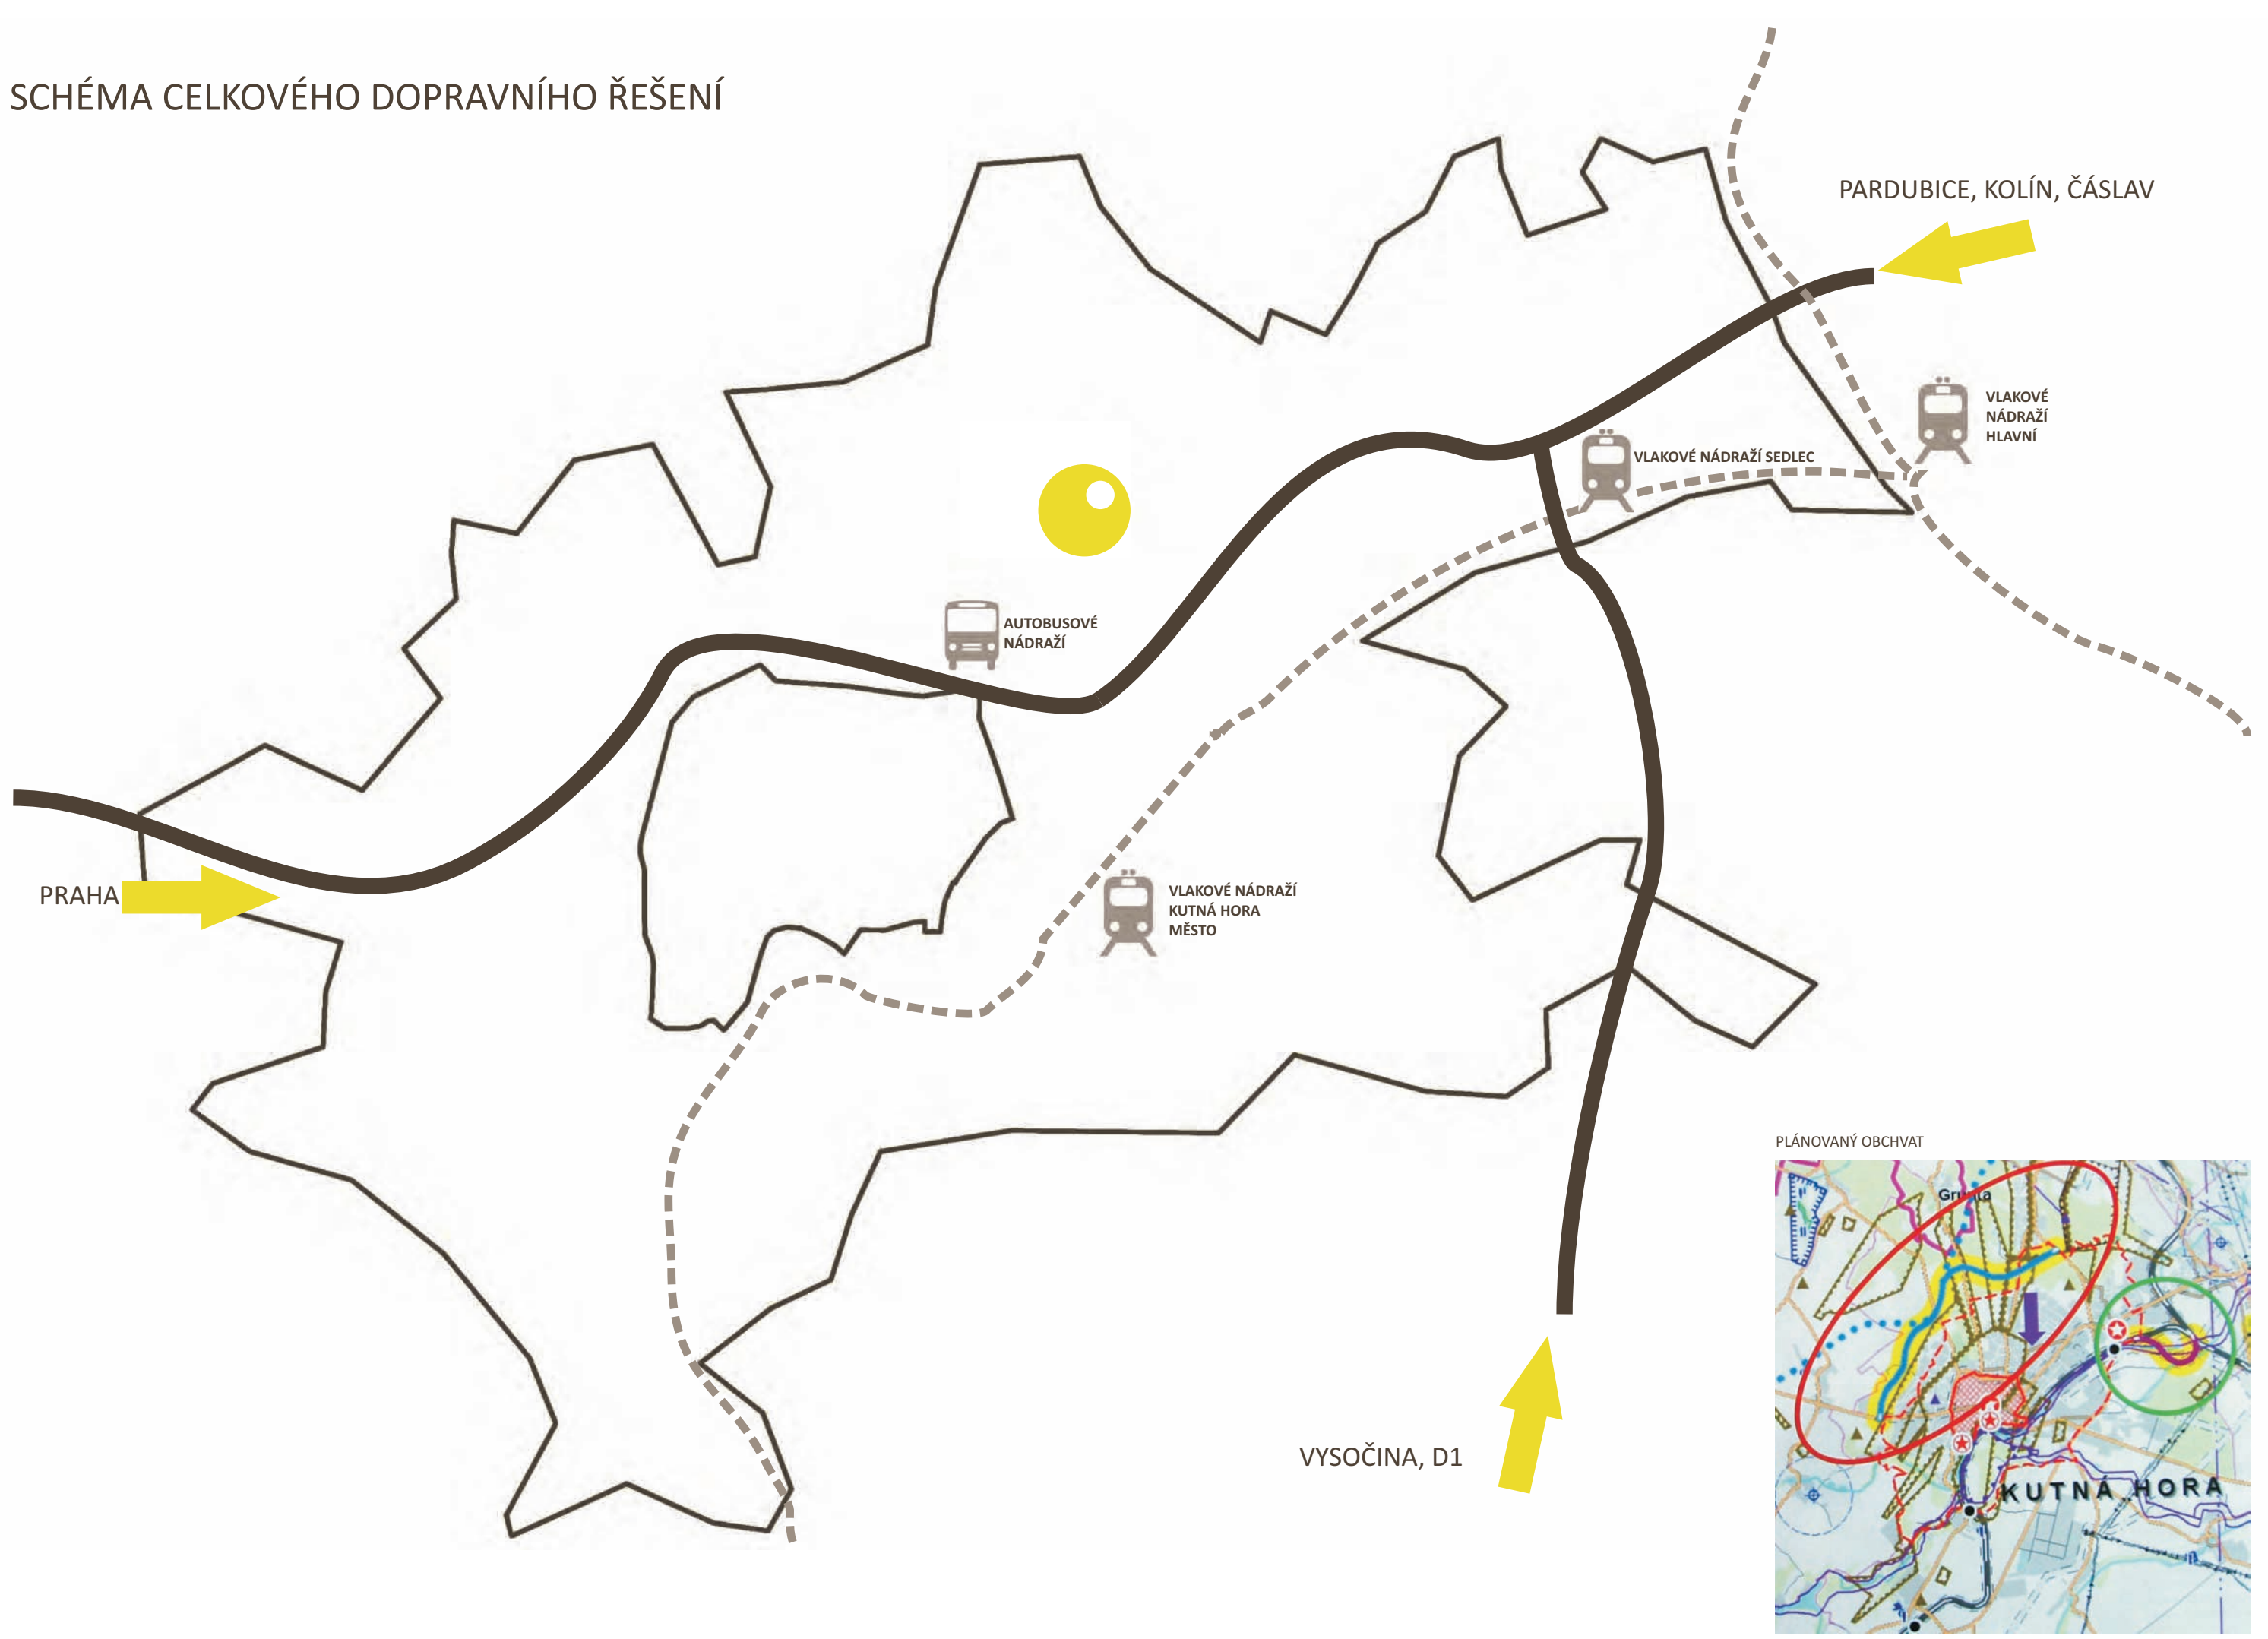 SCHÉMA CELKOVÉHO DOPRAVNÍHO ŘEŠENÍ
PARDUBICE, KOLÍN, ČÁSLAV
VLAKOVÉ
NÁDRAŽÍ
HLAVNÍ
VLAKOVÉ NÁDRAŽÍ SEDLEC
AUTOBUSOVÉ
NÁDRAŽÍ
PRAHA
VLAKOVÉ NÁDRAŽÍ
KUTNÁ HORA
MĚSTO
VYSOČINA, D1
PLÁNOVANÝ OBCHVAT
Grunta
KUTNÁ HORA